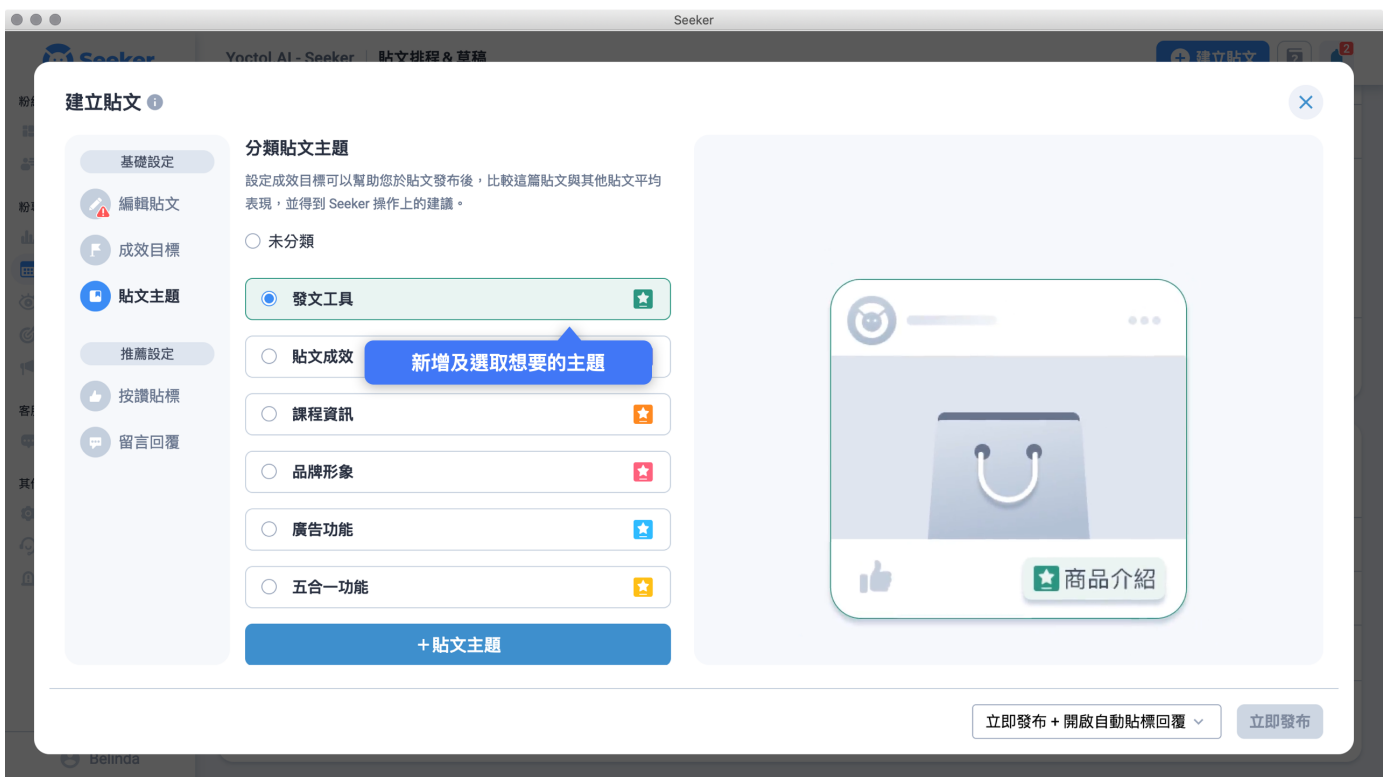 Seeker
Seeker
Yoctol AI - Seeker
貼文排程 & 草稿
建立貼文
2
2
建立貼文
基礎設定
編輯貼文
成效目標
貼文主題
推薦設定
按讚貼標
留言回覆
分類貼文主題
設定成效目標可以幫助您於貼文發布後,比較這篇貼文與其他貼文平均
表現,並得到 Seeker 操作上的建議。
未分類
發文工具
貼文成效
新增及選取想要的主題
課程資訊
品牌形象
廣告功能
五合一功能
+貼文主題
商品介紹
立即發布 + 開啟自動貼標回覆
立即發布
Belinda